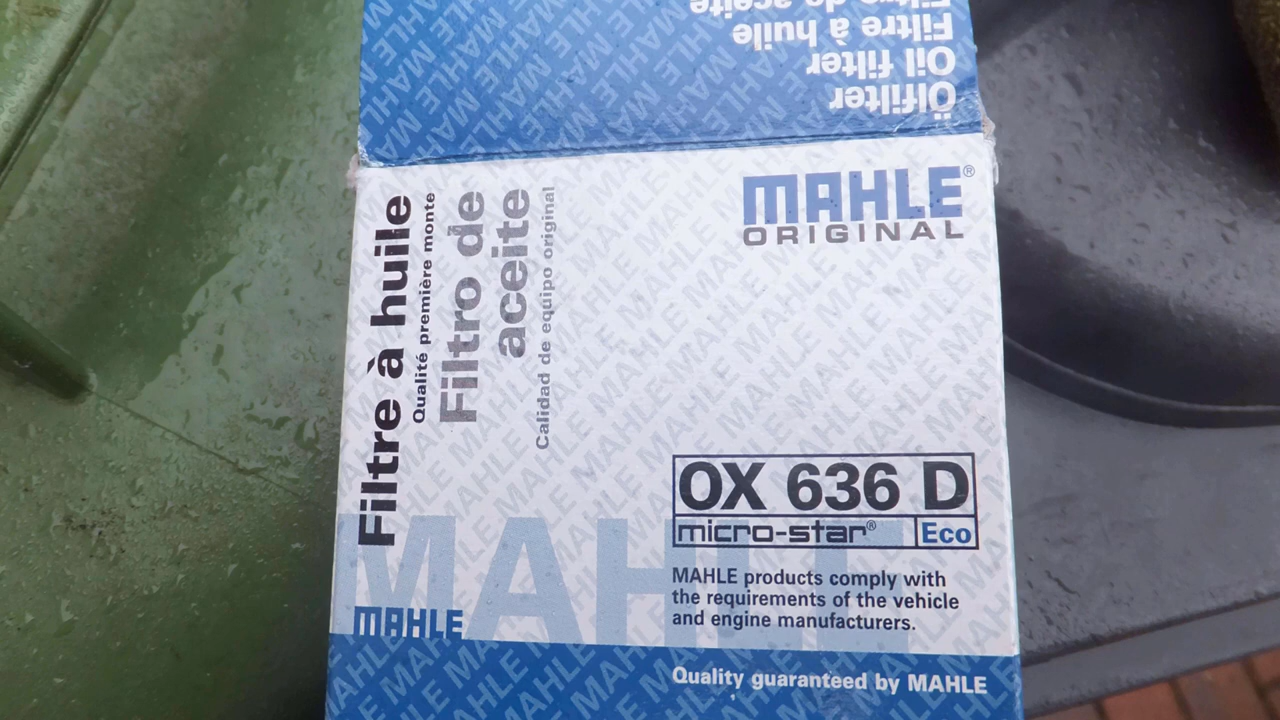 Ölfilter
Oil filter
Filtre à huile
Filtro de aceite
MAHLE®
ORIGINAL
Filtre à huile
Qualité première monte
Filtro de
aceite
Calidad de equipo original
OX 636 D
micro-star® Eco
MAHLE products comply with
the requirements of the vehicle
and engine manufacturers.
MAHLE
MAHLE
Quality guaranteed by MAHLE